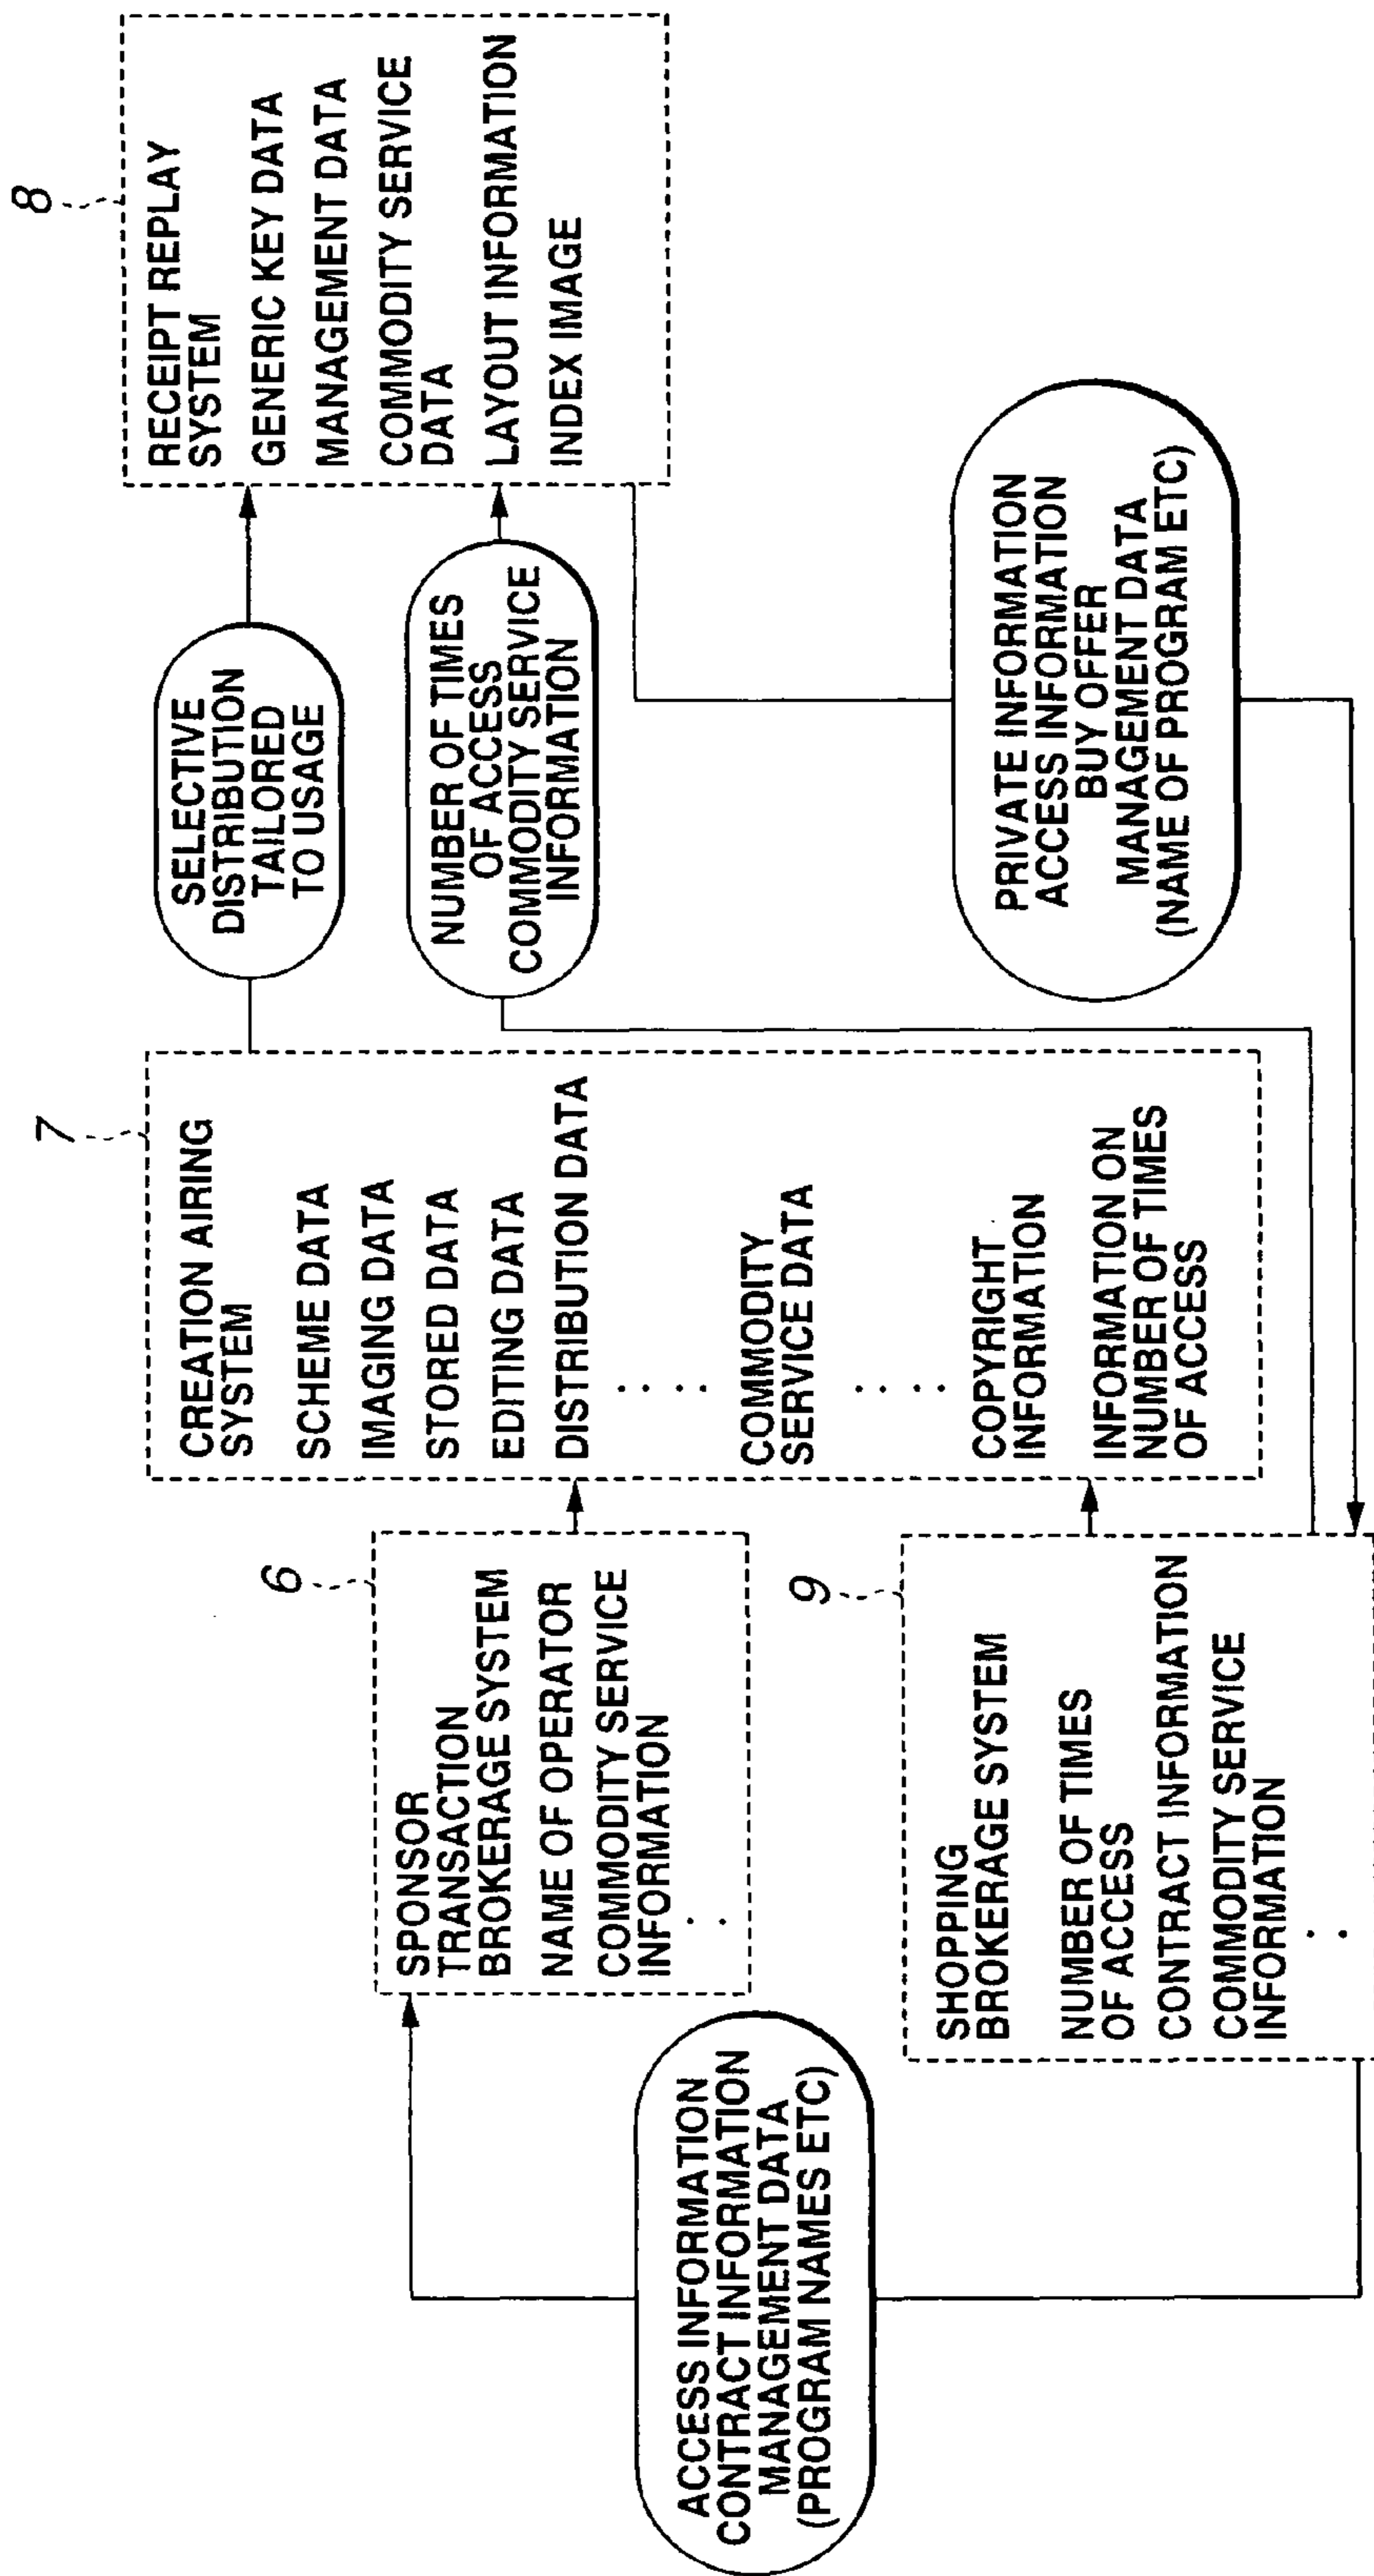 ACCESS INFORMATION
CONTRACT INFORMATION
MANAGEMENT DATA
(PROGRAM NAMES ETC)
6
SPONSOR
TRANSACTION
BROKERAGE SYSTEM
NAME OF OPERATOR
COMMODITY SERVICE
INFORMATION
. .
9
SHOPPING
BROKERAGE SYSTEM
NUMBER OF TIMES
OF ACCESS
CONTRACT INFORMATION
COMMODITY SERVICE
INFORMATION
. .
7
CREATION AIRING
SYSTEM
SCHEME DATA
IMAGING DATA
STORED DATA
EDITING DATA
DISTRIBUTION DATA
. . . .
COMMODITY
SERVICE DATA
. . . .
COPYRIGHT
INFORMATION
INFORMATION ON
NUMBER OF TIMES
OF ACCESS
SELECTIVE
DISTRIBUTION
TAILORED
TO USAGE
NUMBER OF TIMES
OF ACCESS
COMMODITY SERVICE
INFORMATION
PRIVATE INFORMATION
ACCESS INFORMATION
BUY OFFER
MANAGEMENT DATA
(NAME OF PROGRAM ETC)
8
RECEIPT REPLAY
SYSTEM
GENERIC KEY DATA
MANAGEMENT DATA
COMMODITY SERVICE
DATA
LAYOUT INFORMATION
INDEX IMAGE